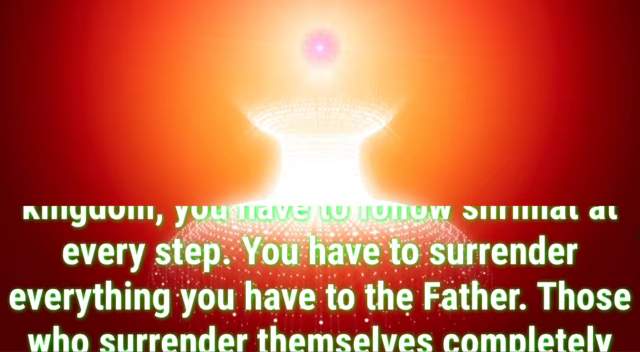 kingdom, you have to follow shrimat at
every step. You have to surrender
everything you have to the Father. Those
who surrender themselves completely